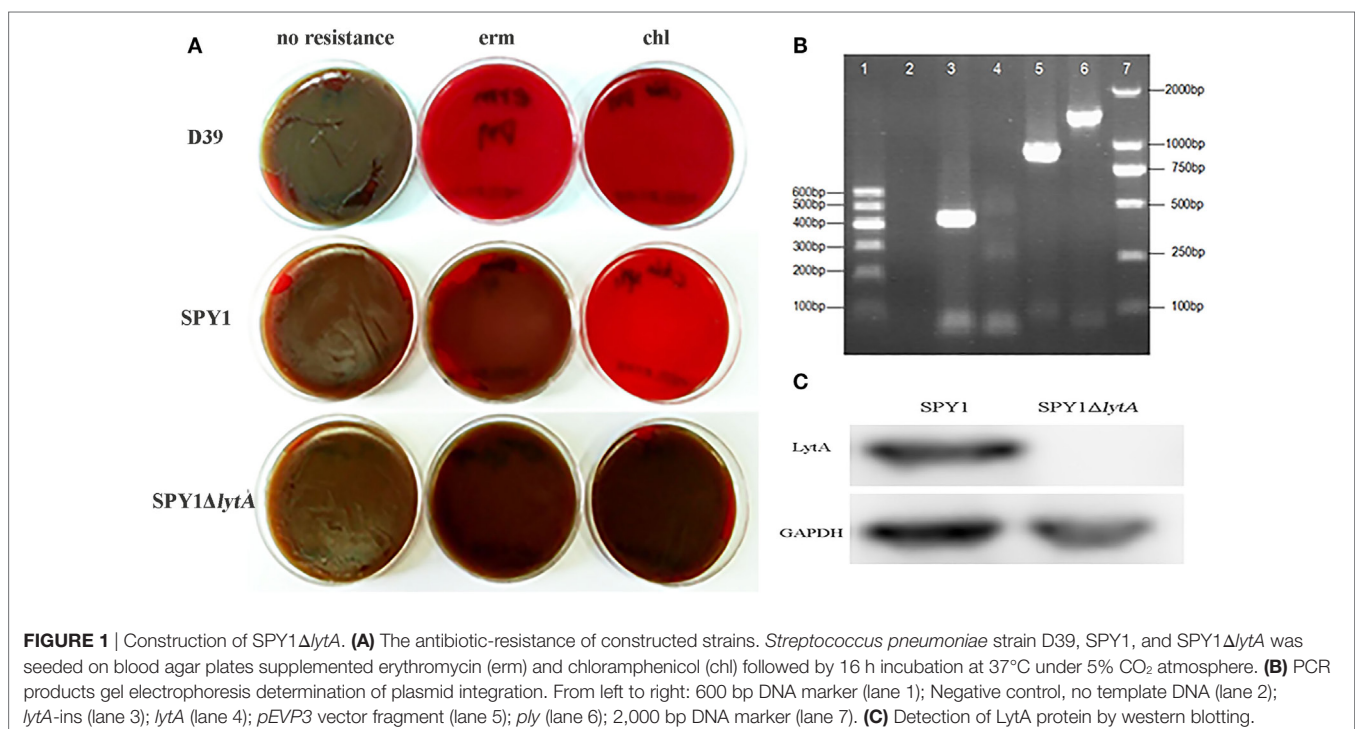 A
no resistance erm chl
D39
SPY1
SPY1ΔlytA
B
1 2 3 4 5 6 7
2000bp
1000bp
750bp
500bp
250bp
100bp
600bp
500bp
400bp
300bp
200bp
100bp
C
SPY1 SPY1ΔlytA
LytA
GAPDH
FIGURE 1 | Construction of SPY1ΔlytA. (A) The antibiotic-resistance of constructed strains. Streptococcus pneumoniae strain D39, SPY1, and SPY1ΔlytA was
seeded on blood agar plates supplemented erythromycin (erm) and chloramphenicol (chl) followed by 16 h incubation at 37°C under 5% CO₂ atmosphere. (B) PCR
products gel electrophoresis determination of plasmid integration. From left to right: 600 bp DNA marker (lane 1); Negative control, no template DNA (lane 2);
lytA-ins (lane 3); lytA (lane 4); pEVP3 vector fragment (lane 5); ply (lane 6); 2,000 bp DNA marker (lane 7). (C) Detection of LytA protein by western blotting.